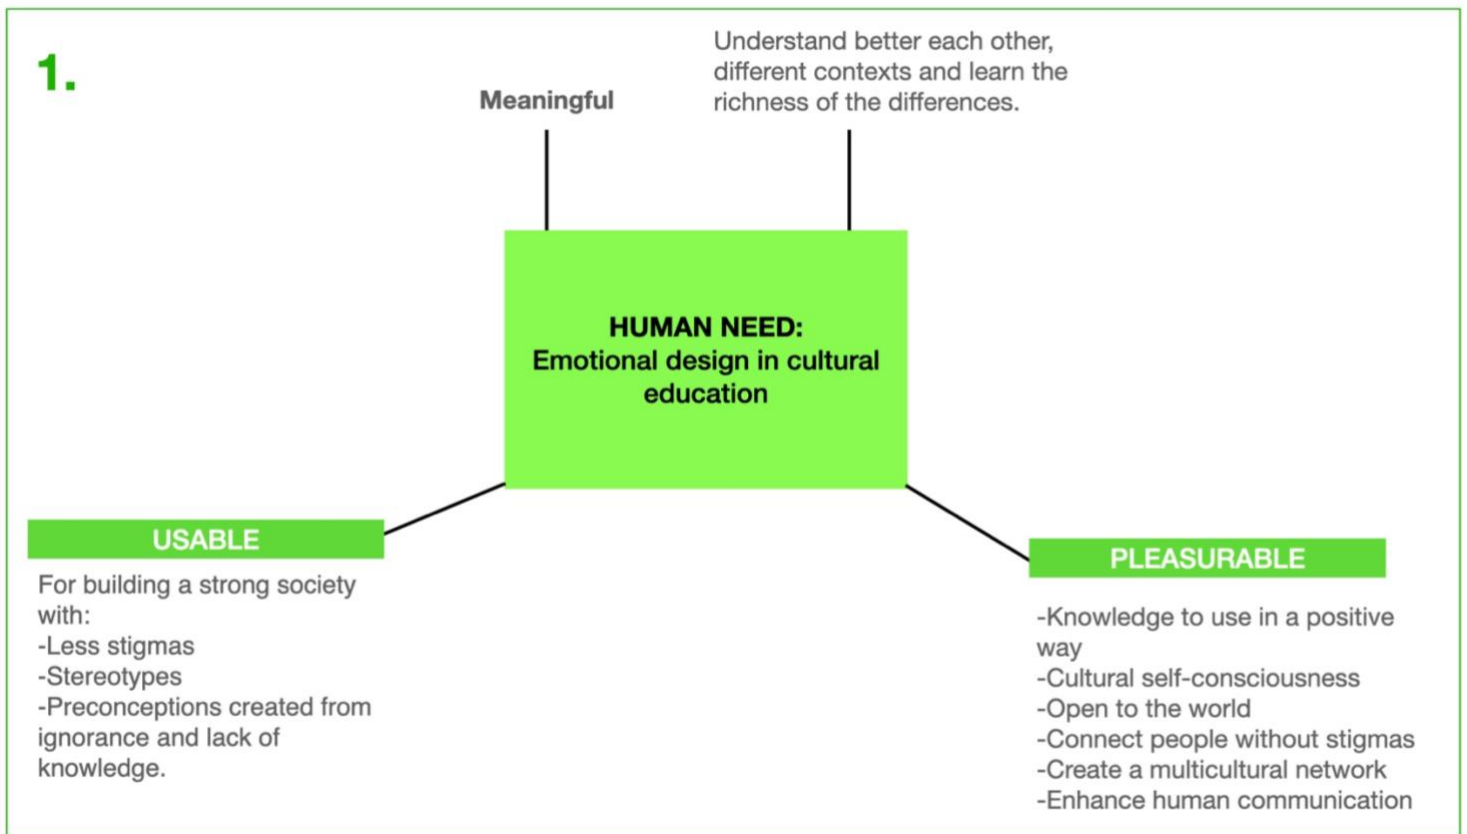 1.
Meaningful
Understand better each other,
different contexts and learn the
richness of the differences.
HUMAN NEED:
Emotional design in cultural
education
USABLE
For building a strong society
with:
-Less stigmas
-Stereotypes
-Preconceptions created from
ignorance and lack of
knowledge.
PLEASURABLE
-Knowledge to use in a positive
way
-Cultural self-consciousness
-Open to the world
-Connect people without stigmas
-Create a multicultural network
-Enhance human communication